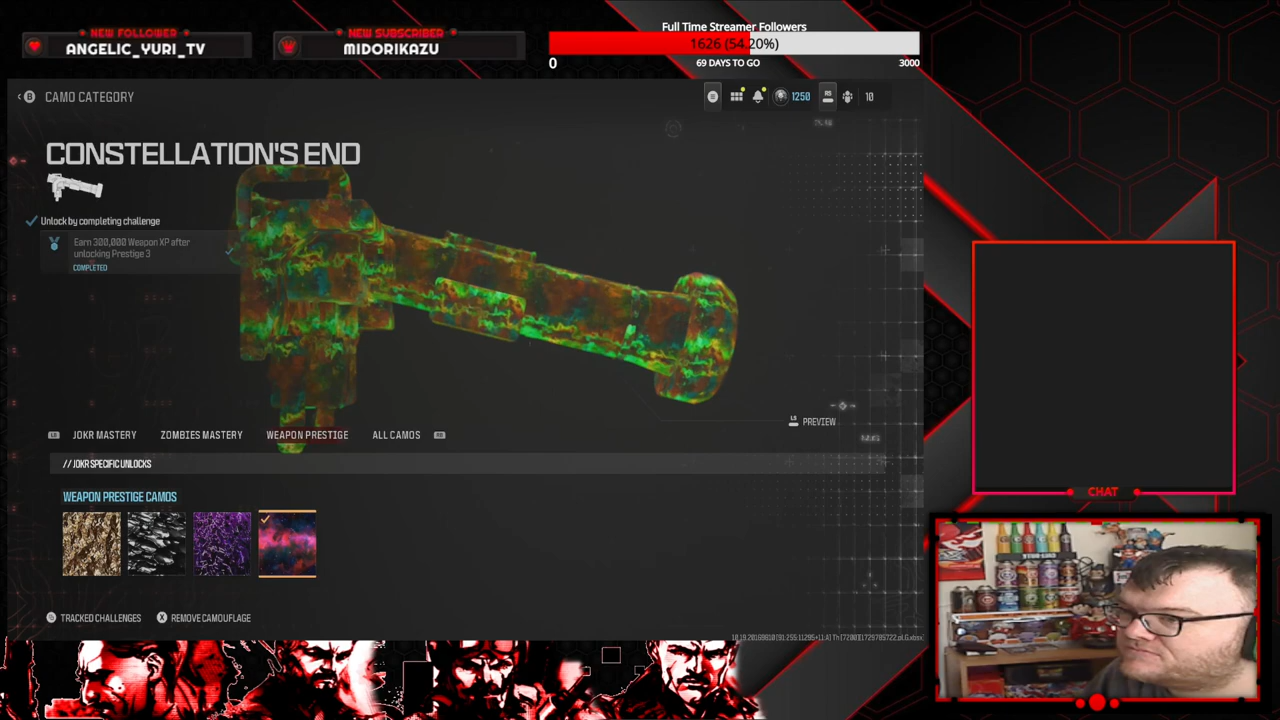 NEW FOLLOWER
ANGELIC_YURI_TV
NEW SUBSCRIBER
MIDORIKAZU
Full Time Streamer Followers
1626 (54.20%)
0
69 DAYS TO GO
3000
B CAMO CATEGORY
1250
RS
10
CONSTELLATION'S END
Unlock by completing challenge
Earn 300,000 Weapon XP after
unlocking Prestige 3
COMPLETED
LS PREVIEW
JOKR MASTERY
ZOMBIES MASTERY
WEAPON PRESTIGE
ALL CAMOS
// JOKR SPECIFIC UNLOCKS
WEAPON PRESTIGE CAMOS
TRACKED CHALLENGES
X REMOVE CAMOUFLAGE
CHAT